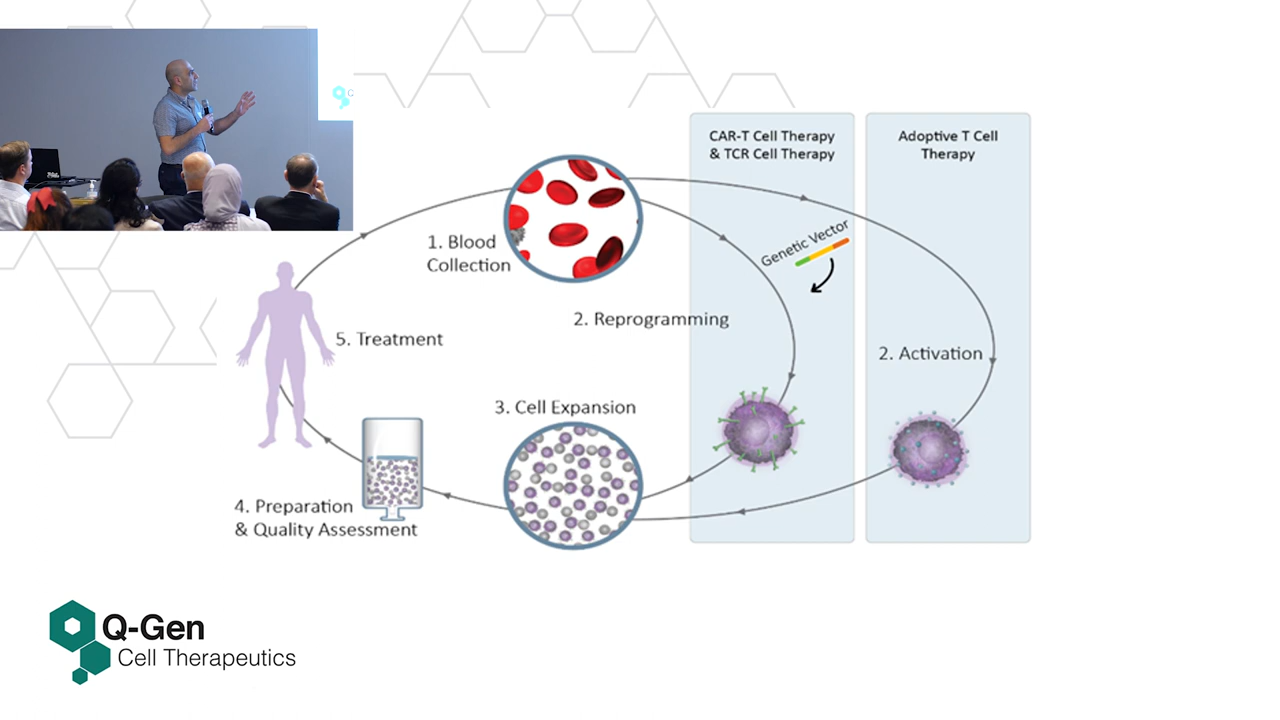 CAR-T Cell Therapy
& TCR Cell Therapy
Adoptive T Cell
Therapy
1. Blood
Collection
Genetic Vector
2. Reprogramming
5. Treatment
2. Activation
3. Cell Expansion
4. Preparation
& Quality Assessment
Q-Gen
Cell Therapeutics